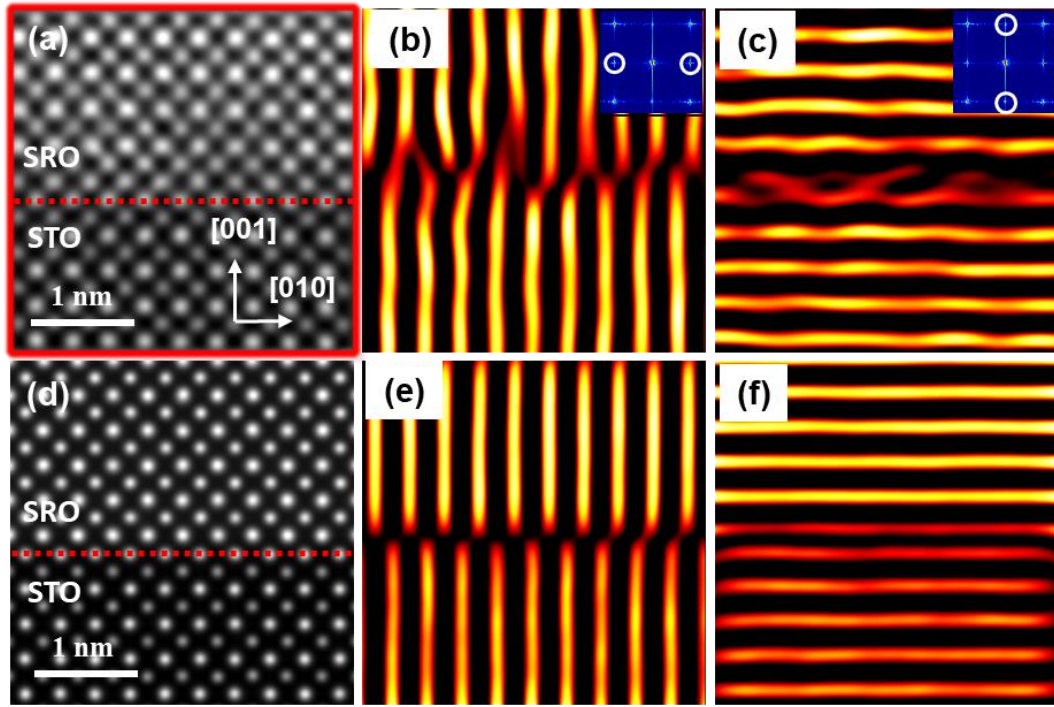 (a)
SRO
STO
[001]
[010]
1 nm
(b)
(c)
(d)
SRO
STO
1 nm
(e)
(f)